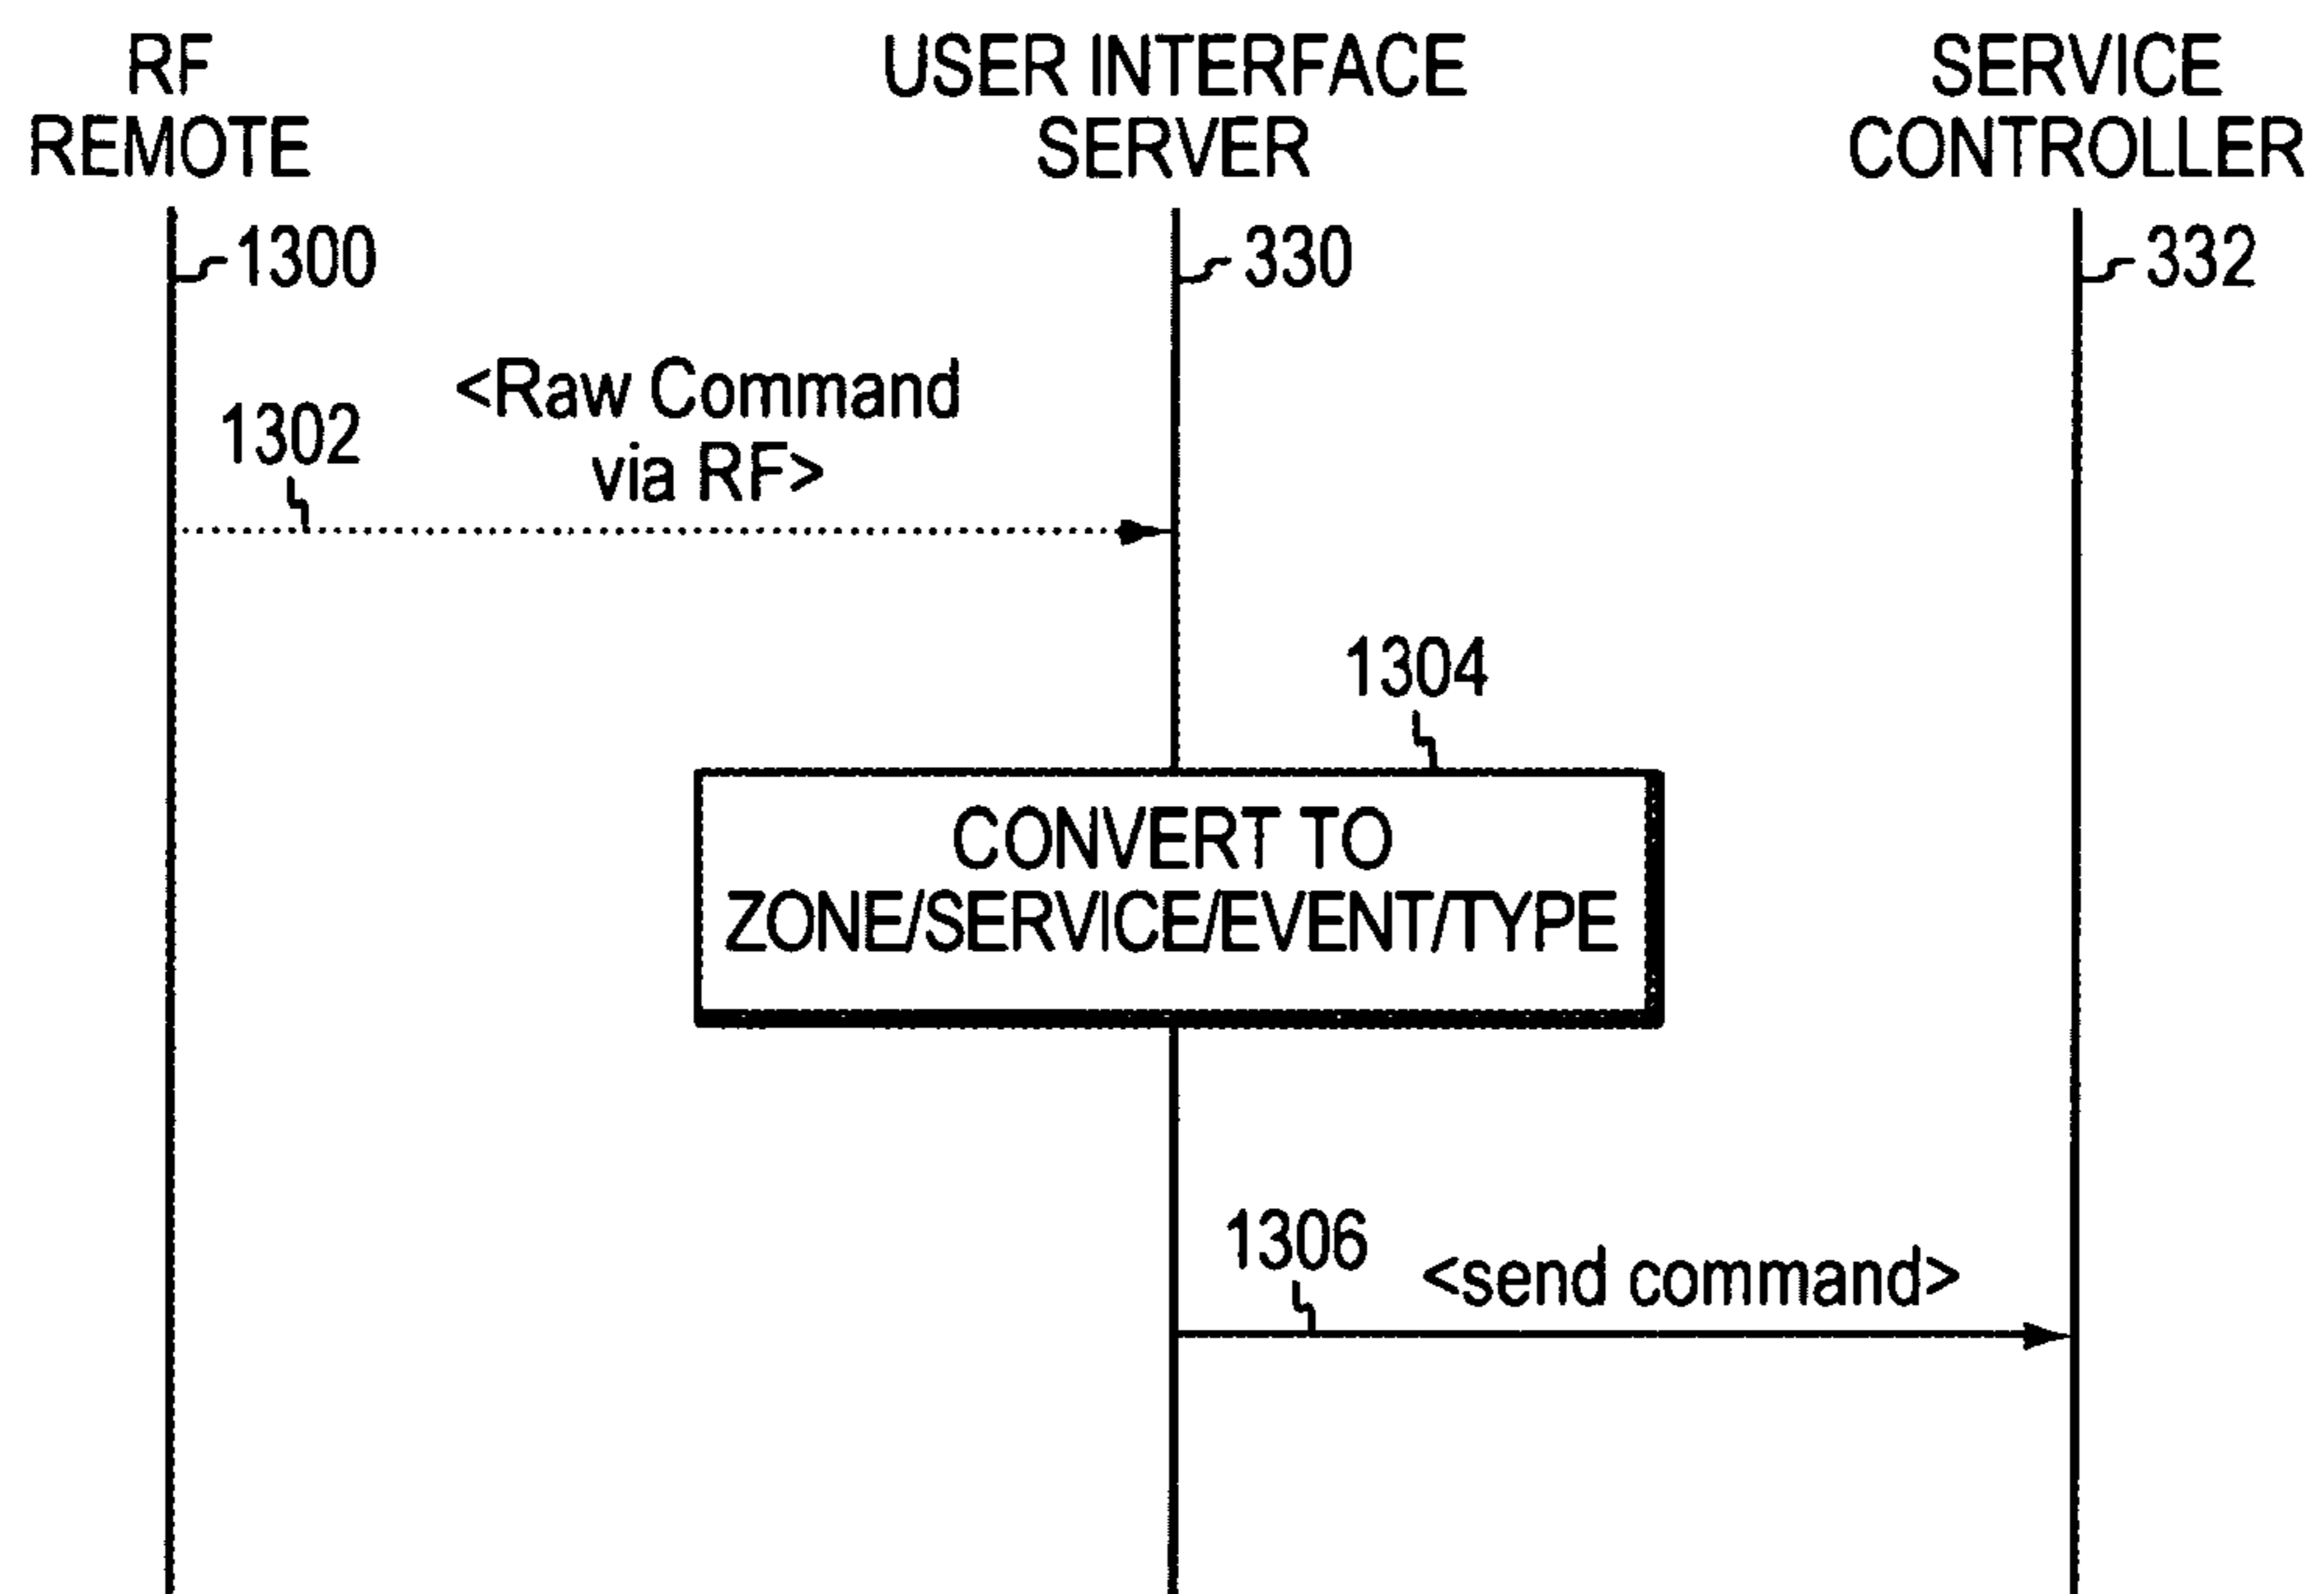 RF
REMOTE
USER INTERFACE
SERVER
SERVICE
CONTROLLER
1300
330
332
<Raw Command
via RF>
1302
1304
CONVERT TO
ZONE/SERVICE/EVENT/TYPE
1306
<send command>